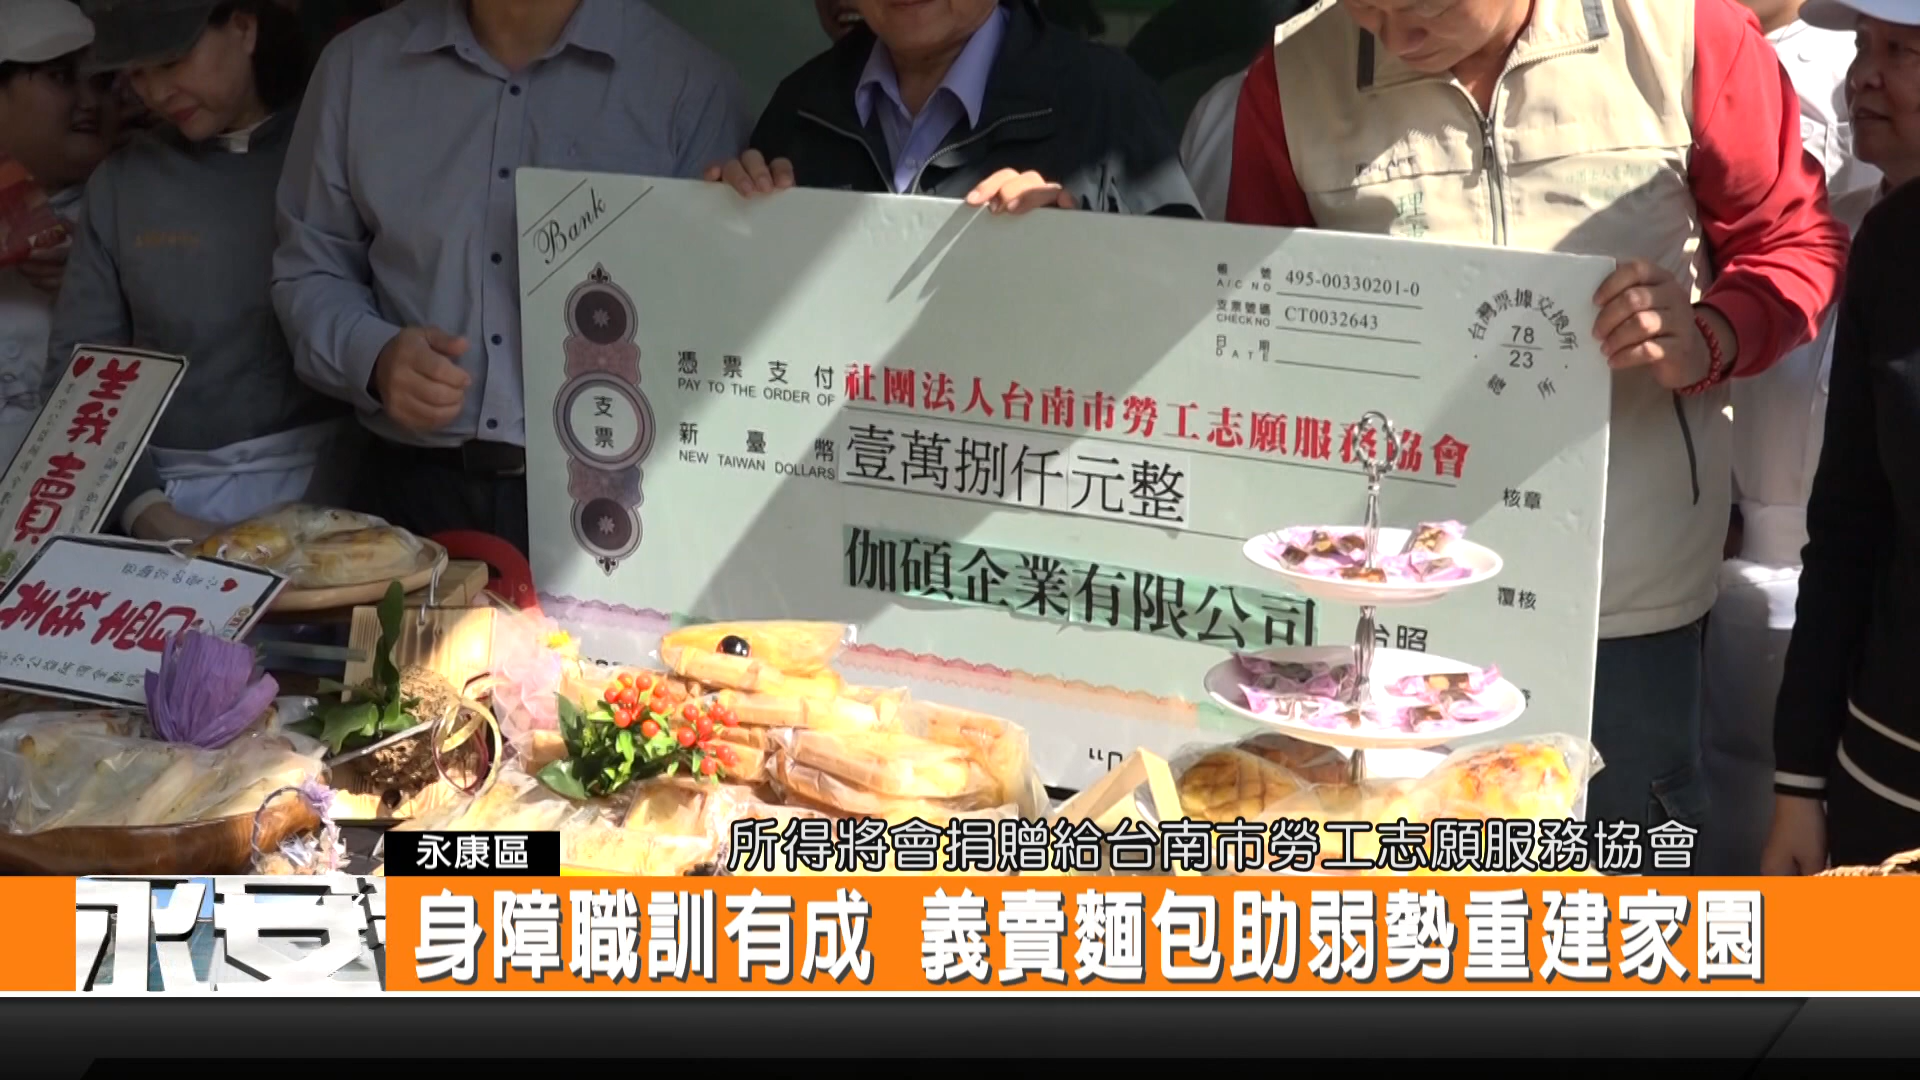 Bank
帳號 A/C NO 495-00330201-0
支票號碼 CHECK NO CT0032643
日期 DATE
台灣票據交換所
78
23
支票
憑票支付 社團法人台南市勞工志願服務協會
PAY TO THE ORDER OF
新臺幣 壹萬捌仟元整
NEW TAIWAN DOLLARS
核章
伽碩企業有限公司 台照
覆核
義賣
義賣
永康區
所得將會捐贈給台南市勞工志願服務協會
身障職訓有成 義賣麵包助弱勢重建家園